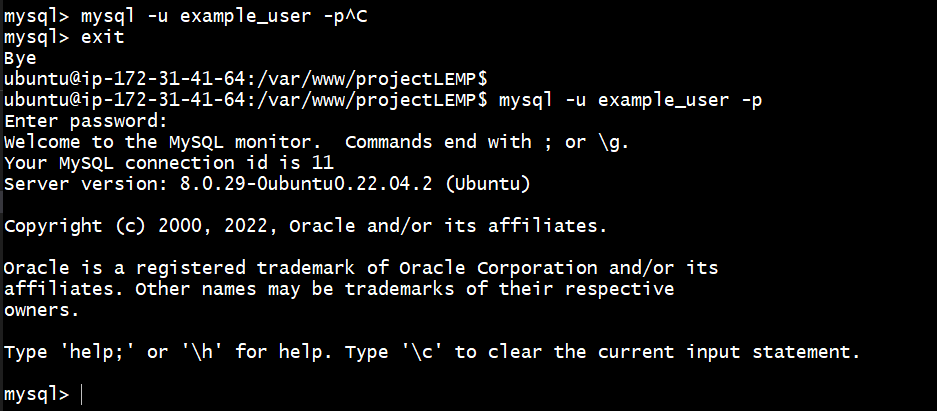 mysql> mysql -u example_user -p^C
mysql> exit
Bye
ubuntu@ip-172-31-41-64:/var/www/projectLEMP$
ubuntu@ip-172-31-41-64:/var/www/projectLEMP$ mysql -u example_user -p
Enter password:
Welcome to the MySQL monitor.  Commands end with ; or \g.
Your MySQL connection id is 11
Server version: 8.0.29-0ubuntu0.22.04.2 (Ubuntu)
Copyright (c) 2000, 2022, Oracle and/or its affiliates.
Oracle is a registered trademark of Oracle Corporation and/or its
affiliates. Other names may be trademarks of their respective
owners.
Type 'help;' or '\h' for help. Type '\c' to clear the current input statement.
mysql>